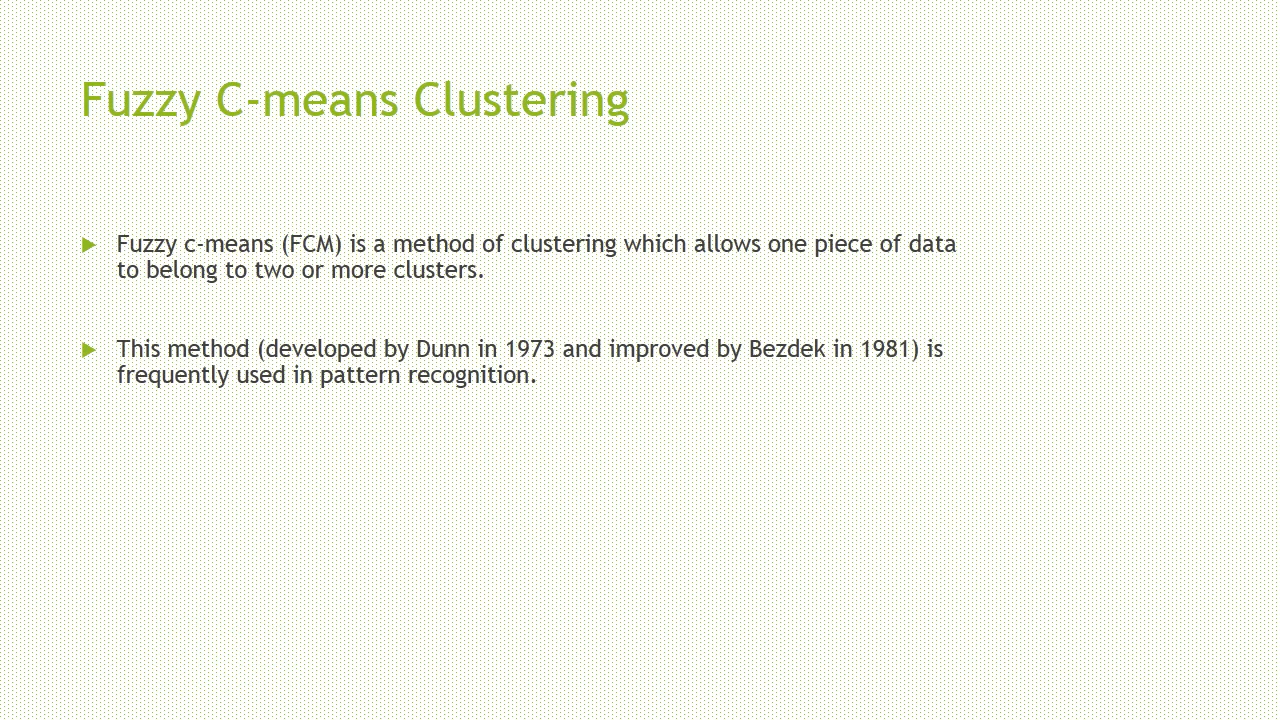 Fuzzy C-means Clustering
Fuzzy c-means (FCM) is a method of clustering which allows one piece of data
to belong to two or more clusters.
This method (developed by Dunn in 1973 and improved by Bezdek in 1981) is
frequently used in pattern recognition.